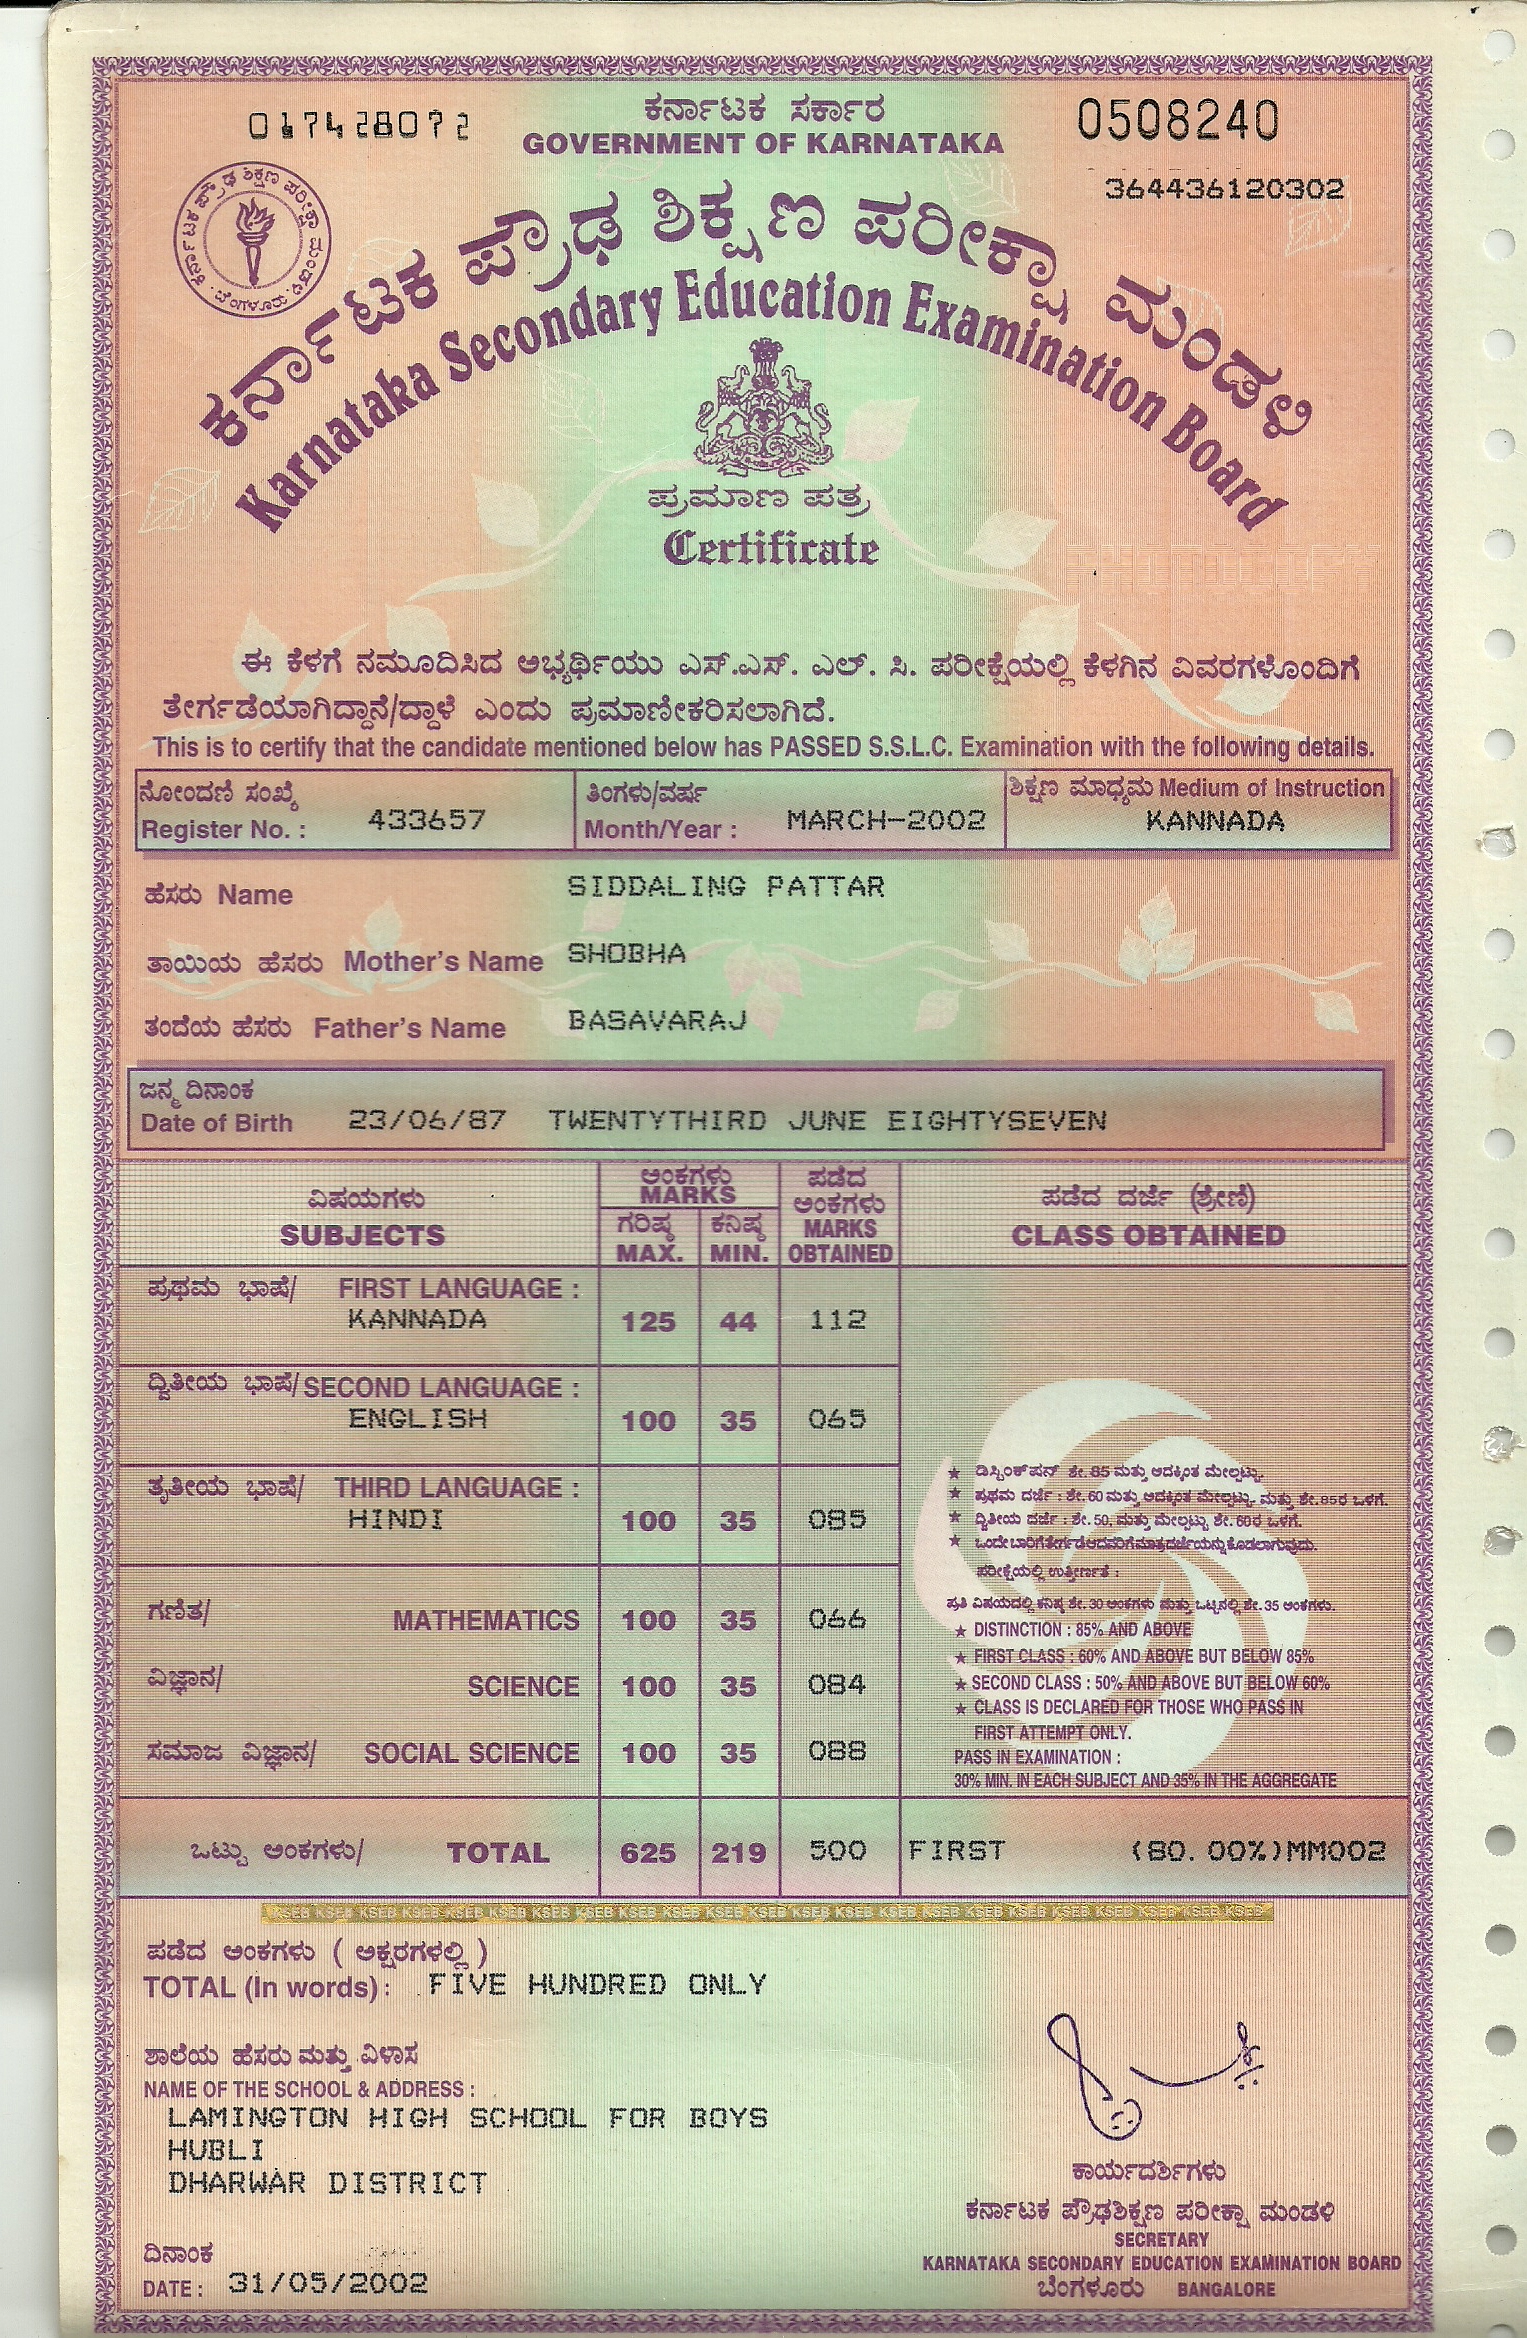 017428072
ಕರ್ನಾಟಕ ಸರ್ಕಾರ
GOVERNMENT OF KARNATAKA
0508240
364436120302
ಕರ್ನಾಟಕ ಪ್ರೌಢ ಶಿಕ್ಷಣ ಪರೀಕ್ಷಾ ಮಂಡಳಿ . ಬೆಂಗಳೂರು .
ಕರ್ನಾಟಕ ಪ್ರೌಢ ಶಿಕ್ಷಣ ಪರೀಕ್ಷಾ ಮಂಡಳಿ
Karnataka Secondary Education Examination Board
ಪ್ರಮಾಣ ಪತ್ರ
Certificate
PHOTOCOPY
ಈ ಕೆಳಗೆ ನಮೂದಿಸಿದ ಅಭ್ಯರ್ಥಿಯು ಎಸ್.ಎಸ್. ಎಲ್. ಸಿ. ಪರೀಕ್ಷೆಯಲ್ಲಿ ಕೆಳಗಿನ ವಿವರಗಳೊಂದಿಗೆ
ತೇರ್ಗಡೆಯಾಗಿದ್ದಾನೆ/ದ್ದಾಳೆ ಎಂದು ಪ್ರಮಾಣೀಕರಿಸಲಾಗಿದೆ.
This is to certify that the candidate mentioned below has PASSED S.S.L.C. Examination with the following details.
ನೋಂದಣಿ ಸಂಖ್ಯೆ
Register No. : 433657
ತಿಂಗಳು/ವರ್ಷ
Month/Year : MARCH-2002
ಶಿಕ್ಷಣ ಮಾಧ್ಯಮ Medium of Instruction
KANNADA
ಹೆಸರು Name SIDDALING PATTAR
ತಾಯಿಯ ಹೆಸರು Mother's Name SHOBHA
ತಂದೆಯ ಹೆಸರು Father's Name BASAVARAJ
ಜನ್ಮ ದಿನಾಂಕ
Date of Birth 23/06/87 TWENTYTHIRD JUNE EIGHTYSEVEN
ವಿಷಯಗಳು
SUBJECTS
ಅಂಕಗಳು
MARKS
ಗರಿಷ್ಠ
MAX.
ಕನಿಷ್ಠ
MIN.
ಪಡೆದ
ಅಂಕಗಳು
MARKS
OBTAINED
ಪಡೆದ ದರ್ಜೆ (ಶ್ರೇಣಿ)
CLASS OBTAINED
ಪ್ರಥಮ ಭಾಷೆ/ FIRST LANGUAGE :
KANNADA 125 44 112
ದ್ವಿತೀಯ ಭಾಷೆ/ SECOND LANGUAGE :
ENGLISH 100 35 065
ತೃತೀಯ ಭಾಷೆ/ THIRD LANGUAGE :
HINDI 100 35 085
ಗಣಿತ/ MATHEMATICS 100 35 066
ವಿಜ್ಞಾನ/ SCIENCE 100 35 084
ಸಮಾಜ ವಿಜ್ಞಾನ/ SOCIAL SCIENCE 100 35 088
★ ಡಿಸ್ಟಿಂಕ್ಷನ್ ಶೇ. 85 ಮತ್ತು ಅದಕ್ಕಿಂತ ಮೇಲ್ಪಟ್ಟು.
★ ಪ್ರಥಮ ದರ್ಜೆ : ಶೇ. 60 ಮತ್ತು ಅದಕ್ಕಿಂತ ಮೇಲ್ಪಟ್ಟು ಮತ್ತು ಶೇ. 85ರ ಒಳಗೆ.
★ ದ್ವಿತೀಯ ದರ್ಜೆ : ಶೇ. 50, ಮತ್ತು ಮೇಲ್ಪಟ್ಟು ಶೇ. 60ರ ಒಳಗೆ.
★ ಒಂದೇ ಬಾರಿಗೆ ತೇರ್ಗಡೆ ಆದವರಿಗೆ ಮಾತ್ರ ದರ್ಜೆಯನ್ನು ಕೊಡಲಾಗುವುದು.
ಪರೀಕ್ಷೆಯಲ್ಲಿ ಉತ್ತೀರ್ಣತೆ :
ಪ್ರತಿ ವಿಷಯದಲ್ಲಿ ಕನಿಷ್ಠ ಶೇ. 30 ಅಂಕಗಳು ಮತ್ತು ಒಟ್ಟಿನಲ್ಲಿ ಶೇ. 35 ಅಂಕಗಳು.
★ DISTINCTION : 85% AND ABOVE
★ FIRST CLASS : 60% AND ABOVE BUT BELOW 85%
★ SECOND CLASS : 50% AND ABOVE BUT BELOW 60%
★ CLASS IS DECLARED FOR THOSE WHO PASS IN
FIRST ATTEMPT ONLY.
PASS IN EXAMINATION :
30% MIN. IN EACH SUBJECT AND 35% IN THE AGGREGATE
ಒಟ್ಟು ಅಂಕಗಳು/ TOTAL 625 219 500 FIRST (80.00%)MM002
KSEB KSEB KSEB KSEB KSEB KSEB KSEB KSEB KSEB KSEB KSEB KSEB KSEB KSEB KSEB KSEB KSEB KSEB KSEB KSEB KSEB KSEB KSEB
ಪಡೆದ ಅಂಕಗಳು ( ಅಕ್ಷರಗಳಲ್ಲಿ )
TOTAL (In words) : FIVE HUNDRED ONLY
ಶಾಲೆಯ ಹೆಸರು ಮತ್ತು ವಿಳಾಸ
NAME OF THE SCHOOL & ADDRESS :
LAMINGTON HIGH SCHOOL FOR BOYS
HUBLI
DHARWAR DISTRICT
ಕಾರ್ಯದರ್ಶಿಗಳು
ಕರ್ನಾಟಕ ಪ್ರೌಢಶಿಕ್ಷಣ ಪರೀಕ್ಷಾ ಮಂಡಳಿ
SECRETARY
KARNATAKA SECONDARY EDUCATION EXAMINATION BOARD
ಬೆಂಗಳೂರು BANGALORE
ದಿನಾಂಕ
DATE : 31/05/2002